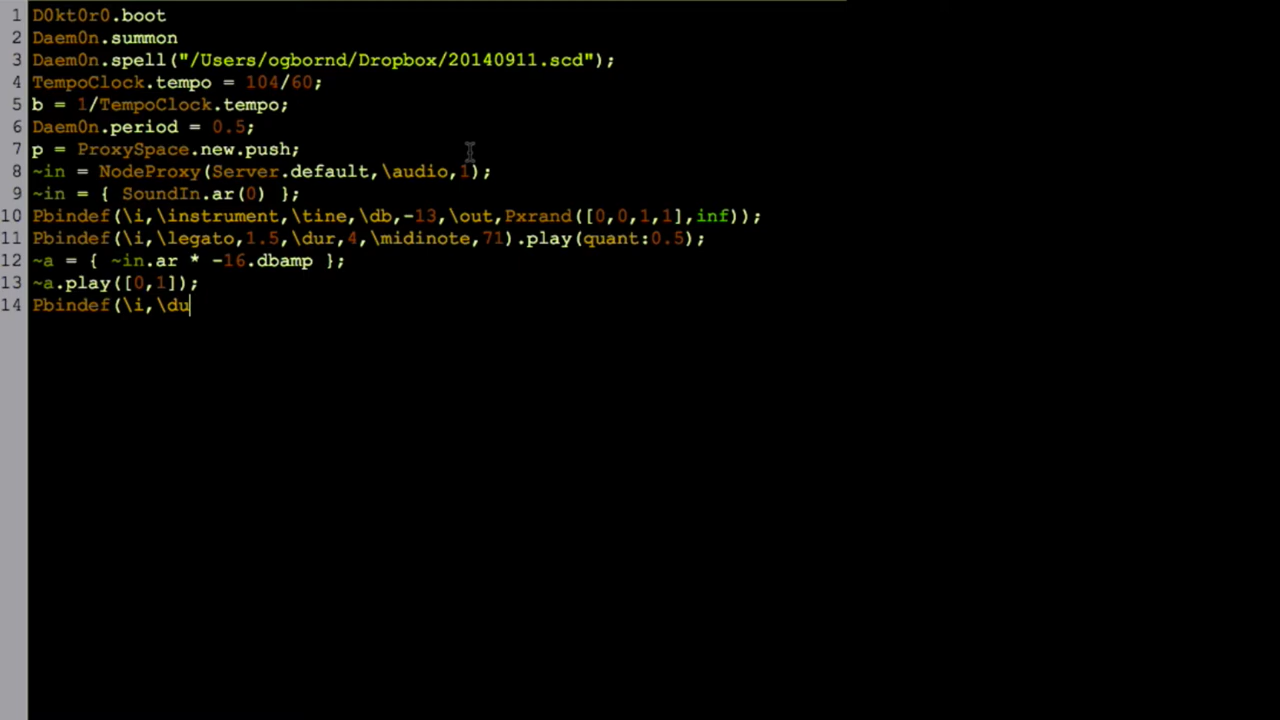 1 D0kt0r0.boot
2 Daem0n.summon
3 Daem0n.spell("/Users/ogbornd/Dropbox/20140911.scd");
4 TempoClock.tempo = 104/60;
5 b = 1/TempoClock.tempo;
6 Daem0n.period = 0.5;
7 p = ProxySpace.new.push;
8 ~in = NodeProxy(Server.default,\audio,1);
9 ~in = { SoundIn.ar(0) };
10 Pbindef(\i,\instrument,\tine,\db,-13,\out,Pxrand([0,0,1,1],inf));
11 Pbindef(\i,\legato,1.5,\dur,4,\midinote,71).play(quant:0.5);
12 ~a = { ~in.ar * -16.dbamp };
13 ~a.play([0,1]);
14 Pbindef(\i,\du